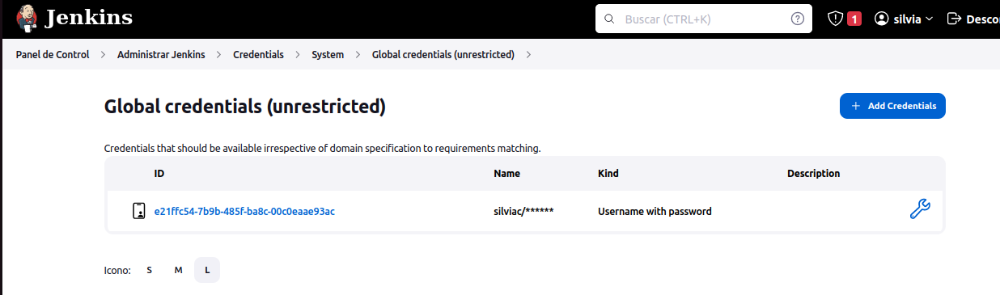 Jenkins
Buscar (CTRL+K)
1
silvia
Desco
Panel de Control
Administrar Jenkins
Credentials
System
Global credentials (unrestricted)
Global credentials (unrestricted)
+ Add Credentials
Credentials that should be available irrespective of domain specification to requirements matching.
ID Name Kind Description
e21ffc54-7b9b-485f-ba8c-00c0eaae93ac silviac/****** Username with password
Icono: S M L